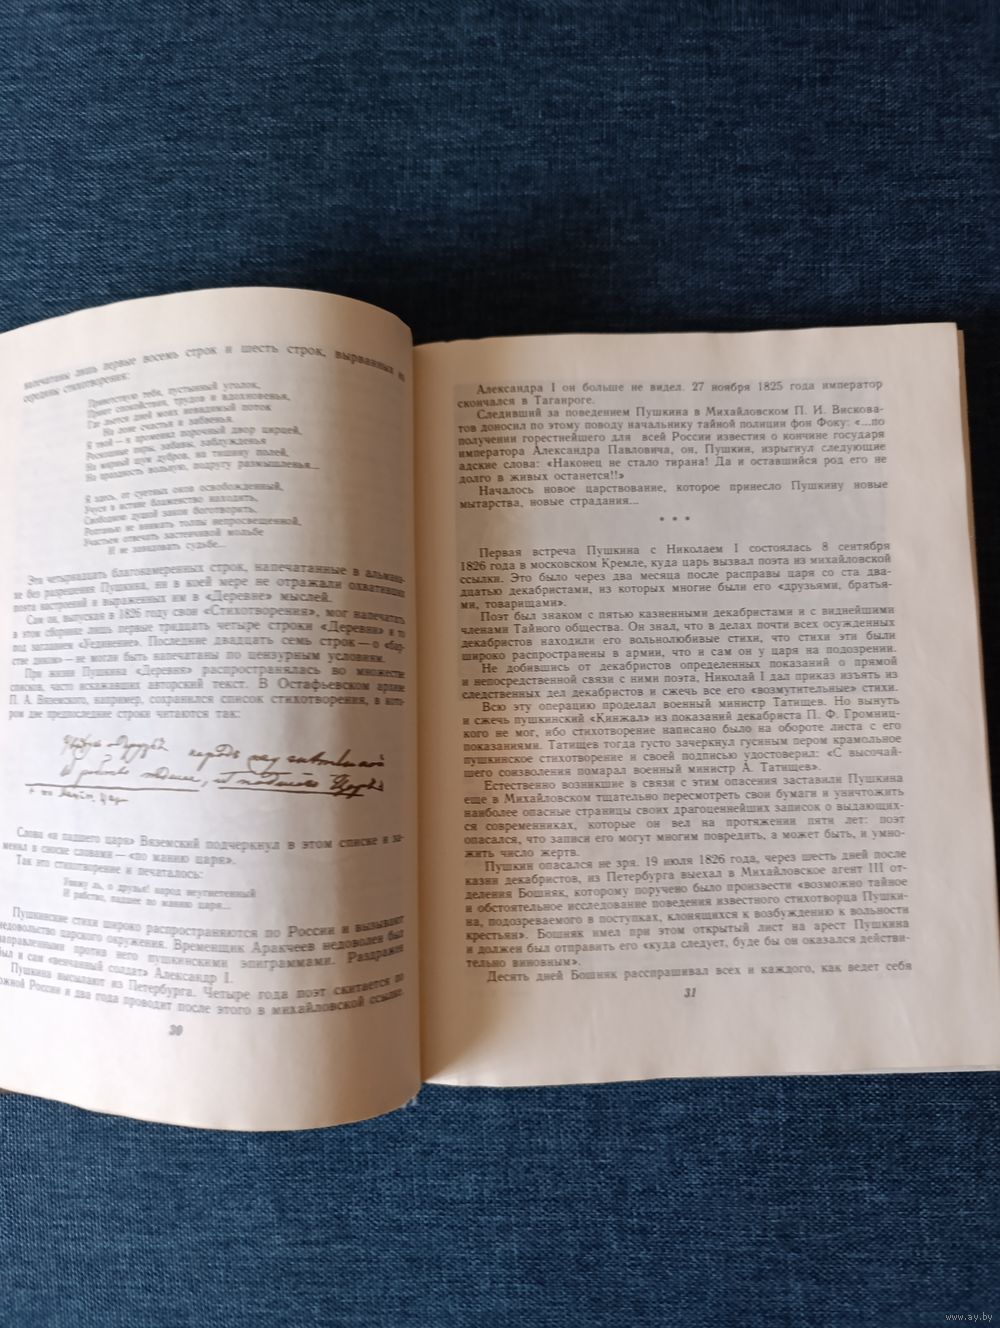 напечатаны лишь первые восемь строк и шесть строк, вырванных из
середины стихотворения:
Приветствую тебя, пустынный уголок,
Приют спокойствия, трудов и вдохновенья,
Где льется дней моих невидимый поток
На лоне счастья и забвенья.
Я твой — я променял порочный двор цирцей,
Роскошные пиры, забавы, заблужденья
На мирный шум дубров, на тишину полей,
На праздность вольную, подругу размышленья...
Я здесь, от суетных оков освобожденный,
Учуся в истине блаженство находить,
Свободною душой закон боготворить,
Роптанью не внимать толпы непросвещенной,
Участьем отвечать застенчивой мольбе
И не завидовать судьбе...
Эти четырнадцать благонамеренных строк, напечатанные в альмана-
хе без разрешения Пушкина, ни в коей мере не отражали охвативших
поэта настроений и выраженных им в «Деревне» мыслей.
Сам он, выпуская в 1826 году свои «Стихотворения», мог напечатать
в этом сборнике лишь первые тридцать четыре строки «Деревни» и то
под заглавием «Уединение». Последние двадцать семь строк — о «бар-
стве диком» — не могли быть напечатаны по цензурным условиям.
При жизни Пушкина «Деревня» распространялась во множестве
списков, часто искажавших авторский текст. В Остафьевском архиве
П. А. Вяземского, например, сохранился список стихотворения, в кото-
ром две предпоследние строки читаются так:
Слова «и падшего царя» Вяземский подчеркнул в этом списке и за-
менил в сноске словами — «по манию царя».
Так это стихотворение и печаталось:
Увижу ль, о друзья! народ неугнетенный
И рабство, падшее по манию царя...
Пушкинские стихи широко распространяются по России и вызывают
недовольство царского окружения. Временщик Аракчеев недоволен был
направленными против него пушкинскими эпиграммами. Раздражен
был и сам «венчанный солдат» Александр I.
Пушкина высылают из Петербурга. Четыре года поэт скитается по
южной России и два года проводит после этого в михайловской ссылке.
30
Александра I он больше не видел. 27 ноября 1825 года император
скончался в Таганроге.
Следивший за поведением Пушкина в Михайловском П. И. Вискова-
тов доносил по этому поводу начальнику тайной полиции фон Фоку: «...по
получении горестнейшего для всей России известия о кончине государя
императора Александра Павловича, он, Пушкин, изрыгнул следующие
адские слова: «Наконец не стало тирана! Да и оставшийся род его не
долго в живых останется!!»
Началось новое царствование, которое принесло Пушкину новые
мытарства, новые страдания...
* * *
Первая встреча Пушкина с Николаем I состоялась 8 сентября
1826 года в московском Кремле, куда царь вызвал поэта из михайловской
ссылки. Это было через два месяца после расправы царя со ста два-
дцатью декабристами, из которых многие были его «друзьями, братья-
ми, товарищами».
Поэт был знаком с пятью казненными декабристами и с виднейшими
членами Тайного общества. Он знал, что в делах почти всех осужденных
декабристов находили его вольнолюбивые стихи, что стихи эти были
широко распространены в армии, что и сам он у царя на подозрении.
Не добившись от декабристов определенных показаний о прямой
и непосредственной связи с ними поэта, Николай I дал приказ изъять из
следственных дел декабристов и сжечь все его «возмутительные» стихи.
Всю эту операцию проделал военный министр Татищев. Но вынуть
и сжечь пушкинский «Кинжал» из показаний декабриста П. Ф. Громниц-
кого не мог, ибо стихотворение написано было на обороте листа с его
показаниями. Татищев тогда густо зачеркнул гусиным пером крамольное
пушкинское стихотворение и своей подписью удостоверил: «С высочай-
шего соизволения помарал военный министр А. Татищев».
Естественно возникшие в связи с этим опасения заставили Пушкина
еще в Михайловском тщательно пересмотреть свои бумаги и уничтожить
наиболее опасные страницы своих драгоценнейших записок о выдающих-
ся современниках, которые он вел на протяжении пяти лет: поэт
опасался, что записи его могут многим повредить, а может быть, и умно-
жить число жертв.
Пушкин опасался не зря. 19 июля 1826 года, через шесть дней после
казни декабристов, из Петербурга выехал в Михайловское агент III от-
деления Бошняк, которому поручено было произвести «возможно тайное
и обстоятельное исследование поведения известного стихотворца Пушки-
на, подозреваемого в поступках, клонящихся к возбуждению к вольности
крестьян». Бошняк имел при этом открытый лист на арест Пушкина
и должен был отправить его «куда следует, буде бы он оказался действи-
тельно виновным».
Десять дней Бошняк расспрашивал всех и каждого, как ведет себя
31
www.ay.by